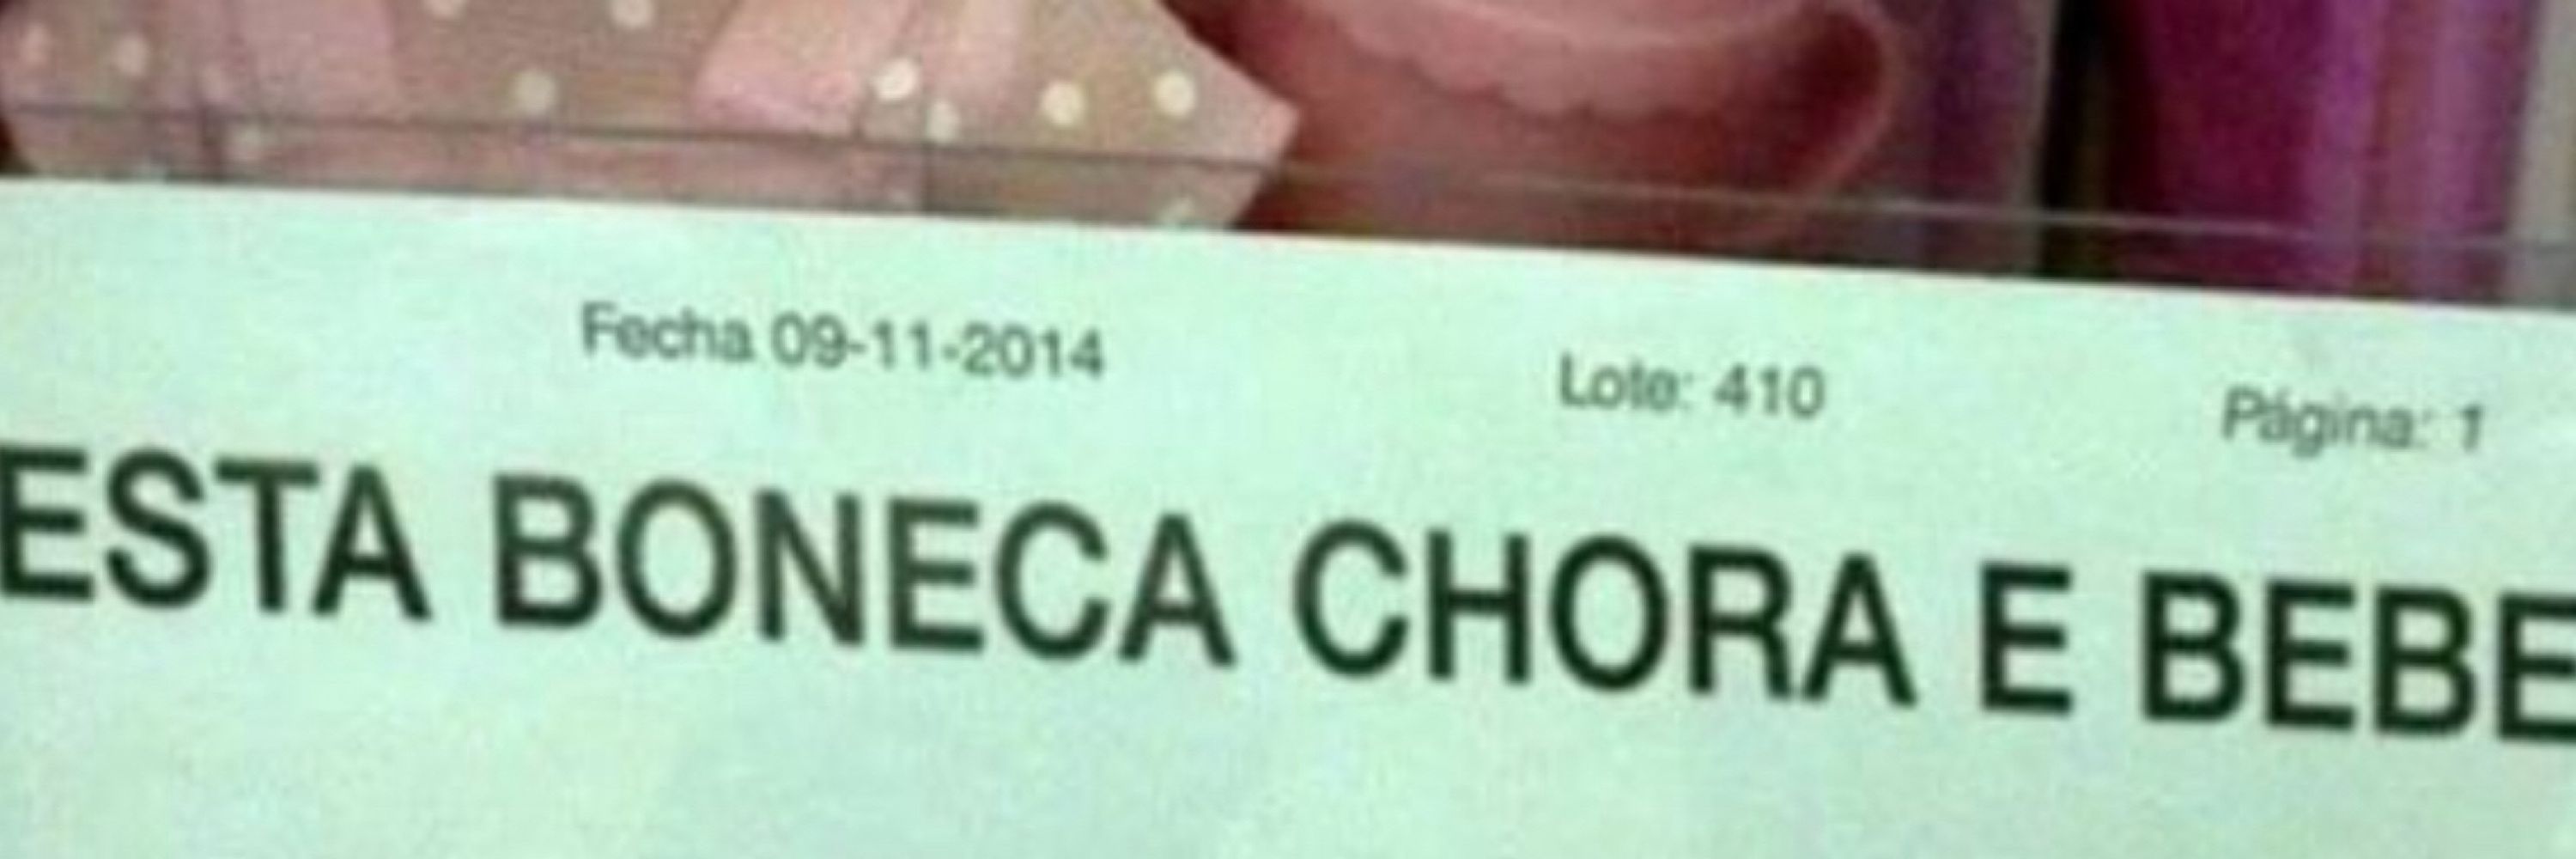 Fecha 09-11-2014 Lote: 410 Página: 1
ESTA BONECA CHORA E BEBE